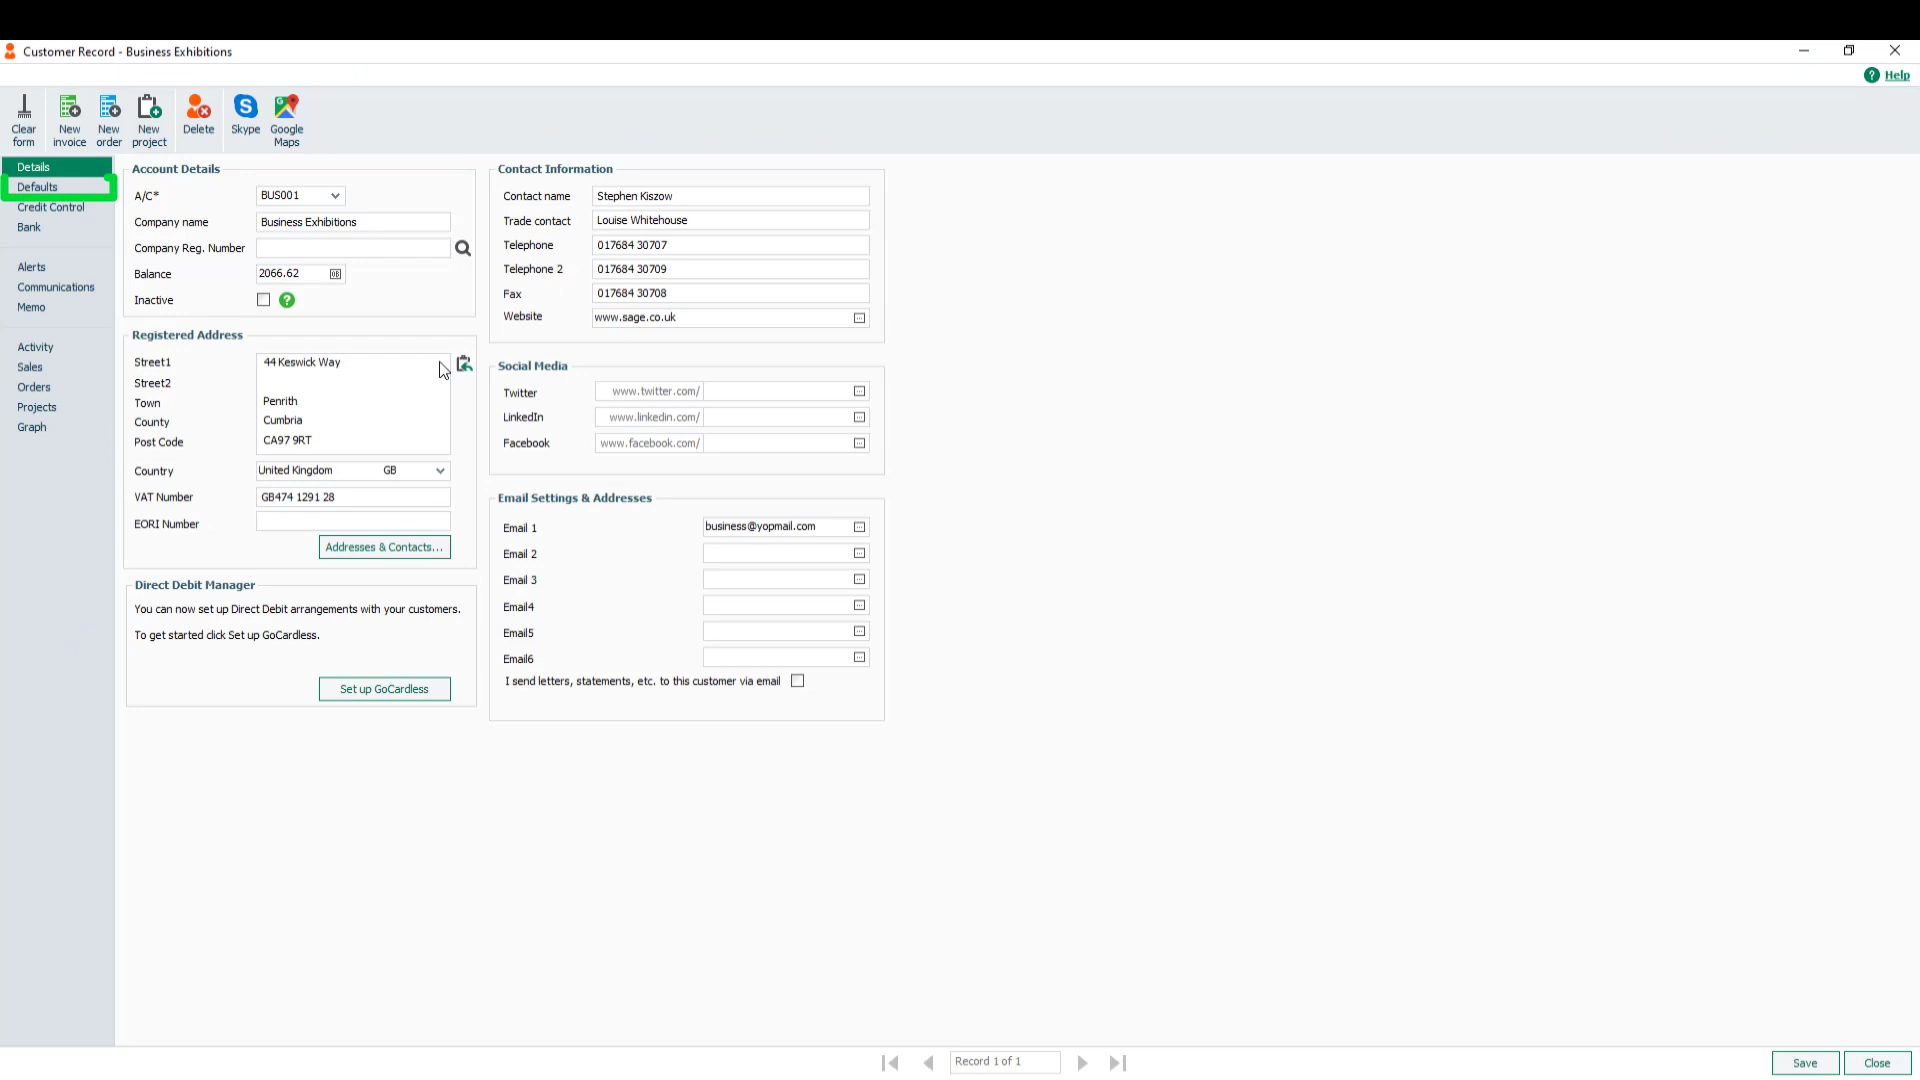 Customer Record - Business Exhibitions
? Help
Clear form
New invoice
New order
New project
Delete
S
Skype
Google Maps
Details
Defaults
Credit Control
Bank
Alerts
Communications
Memo
Activity
Sales
Orders
Projects
Graph
Account Details
A/C* BUS001
Company name Business Exhibitions
Company Reg. Number
Balance 2066.62
Inactive ?
Registered Address
Street1 44 Keswick Way
Street2
Town Penrith
County Cumbria
Post Code CA97 9RT
Country United Kingdom GB
VAT Number GB474 1291 28
EORI Number
Addresses & Contacts...
Direct Debit Manager
You can now set up Direct Debit arrangements with your customers.
To get started click Set up GoCardless.
Set up GoCardless
Contact Information
Contact name Stephen Kiszow
Trade contact Louise Whitehouse
Telephone 017684 30707
Telephone 2 017684 30709
Fax 017684 30708
Website www.sage.co.uk
Social Media
Twitter www.twitter.com/
LinkedIn www.linkedin.com/
Facebook www.facebook.com/
Email Settings & Addresses
Email 1 business@yopmail.com
Email 2
Email 3
Email4
Email5
Email6
I send letters, statements, etc. to this customer via email
Record 1 of 1
Save
Close